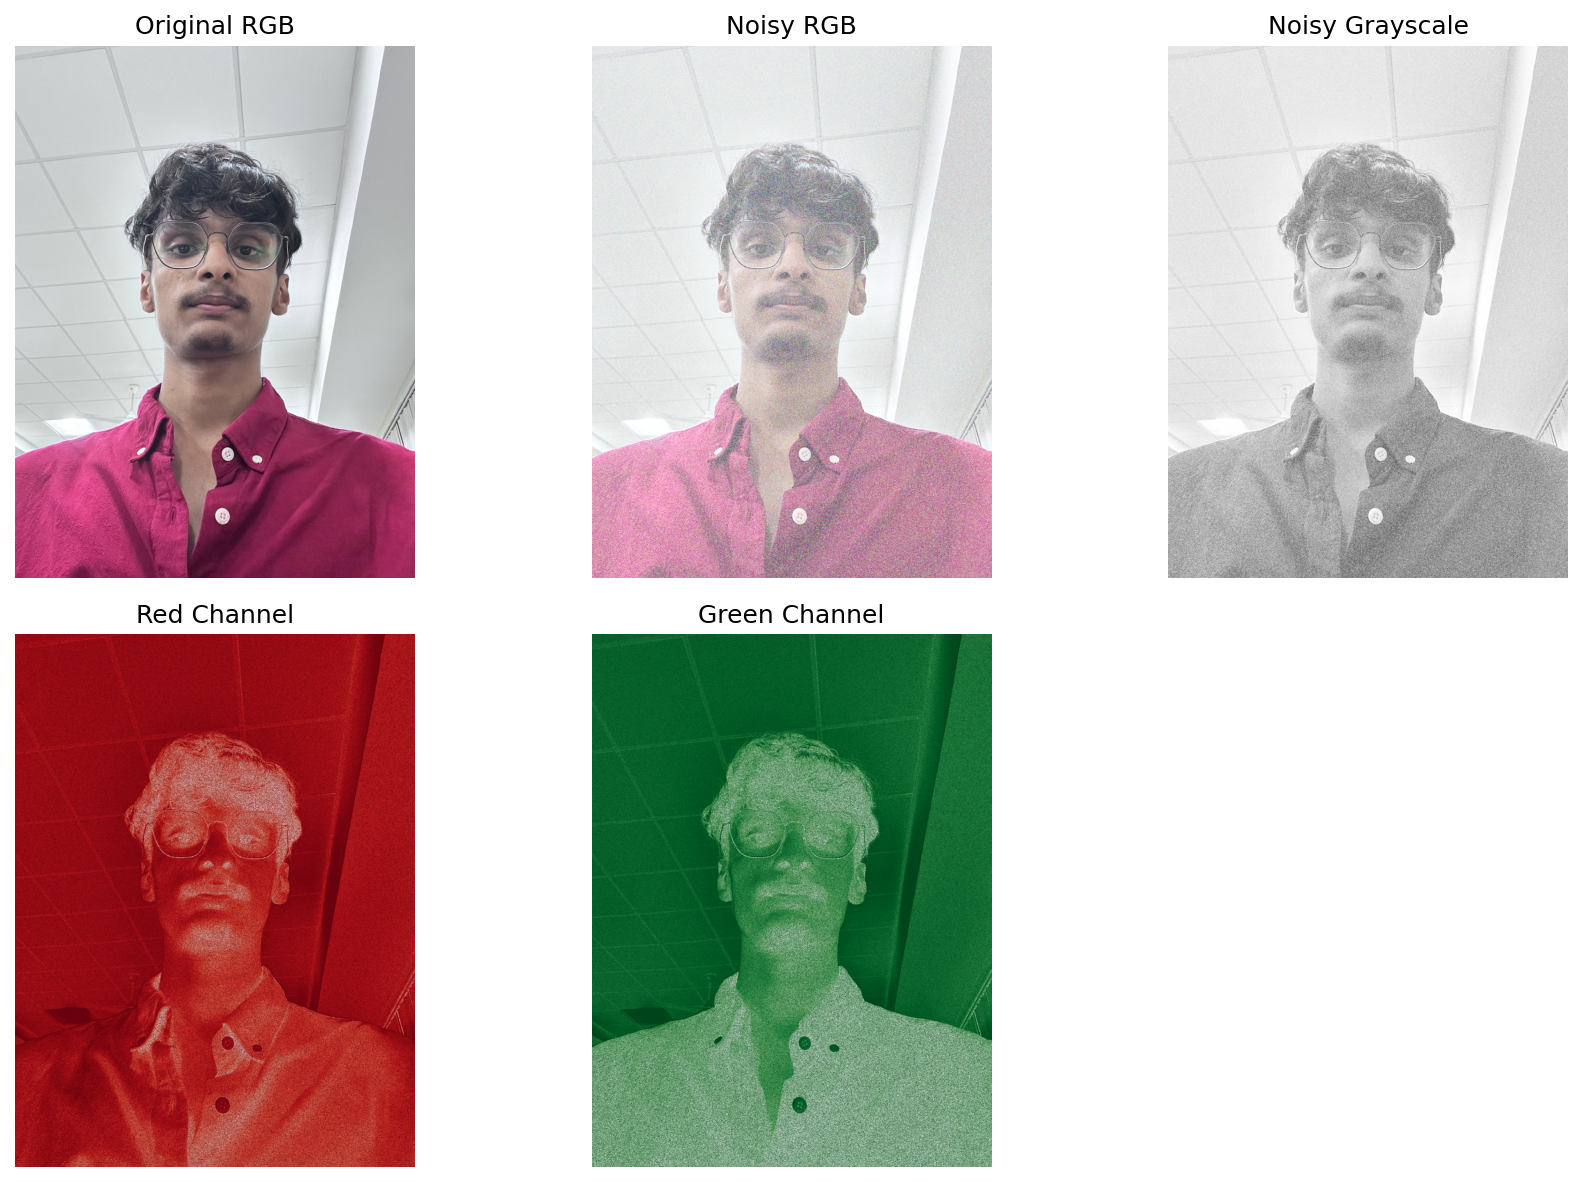 Original RGB
Noisy RGB
Noisy Grayscale
Red Channel
Green Channel